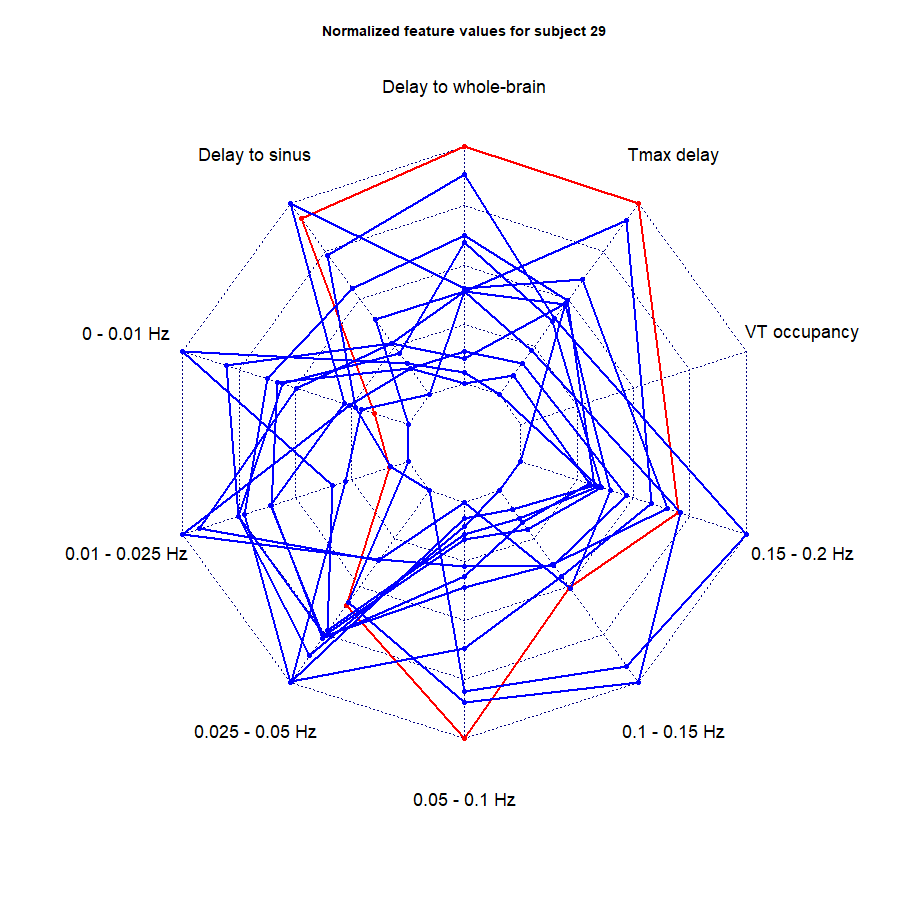 Normalized feature values for subject 29
Delay to whole-brain
Delay to sinus
Tmax delay
0 - 0.01 Hz
VT occupancy
0.01 - 0.025 Hz
0.15 - 0.2 Hz
0.025 - 0.05 Hz
0.1 - 0.15 Hz
0.05 - 0.1 Hz